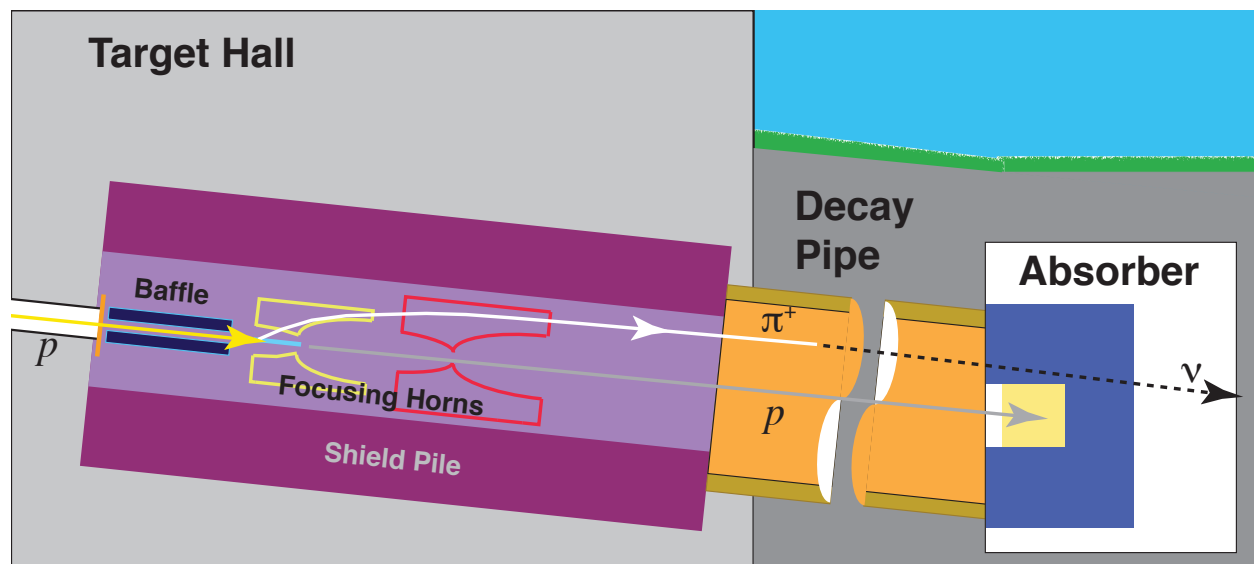 Target Hall
Decay
Pipe
Absorber
Baffle
π+
p
ν
Focusing Horns
p
Shield Pile